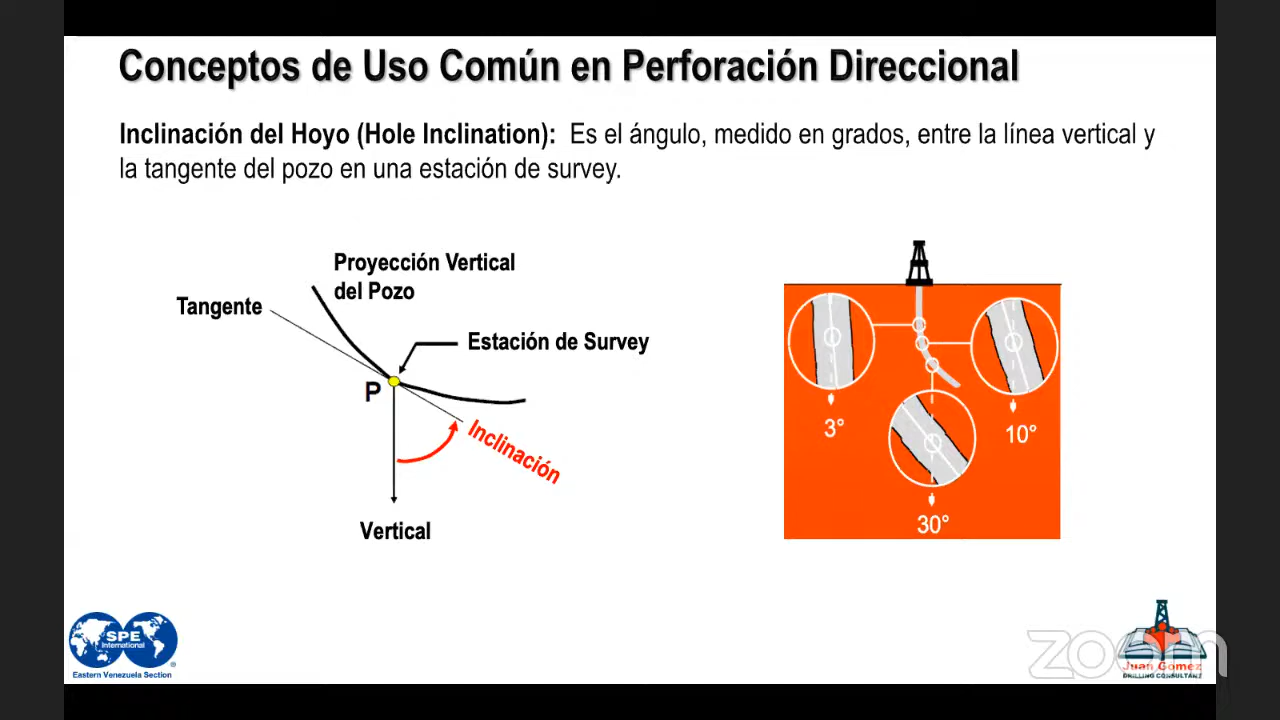 Conceptos de Uso Común en Perforación Direccional
Inclinación del Hoyo (Hole Inclination): Es el ángulo, medido en grados, entre la línea vertical y
la tangente del pozo en una estación de survey.
Proyección Vertical
del Pozo
Tangente
Estación de Survey
P
Inclinación
Vertical
3°
10°
30°
SPE
International
Eastern Venezuela Section
zoom
Juan Gomez
DRILLING CONSULTANT